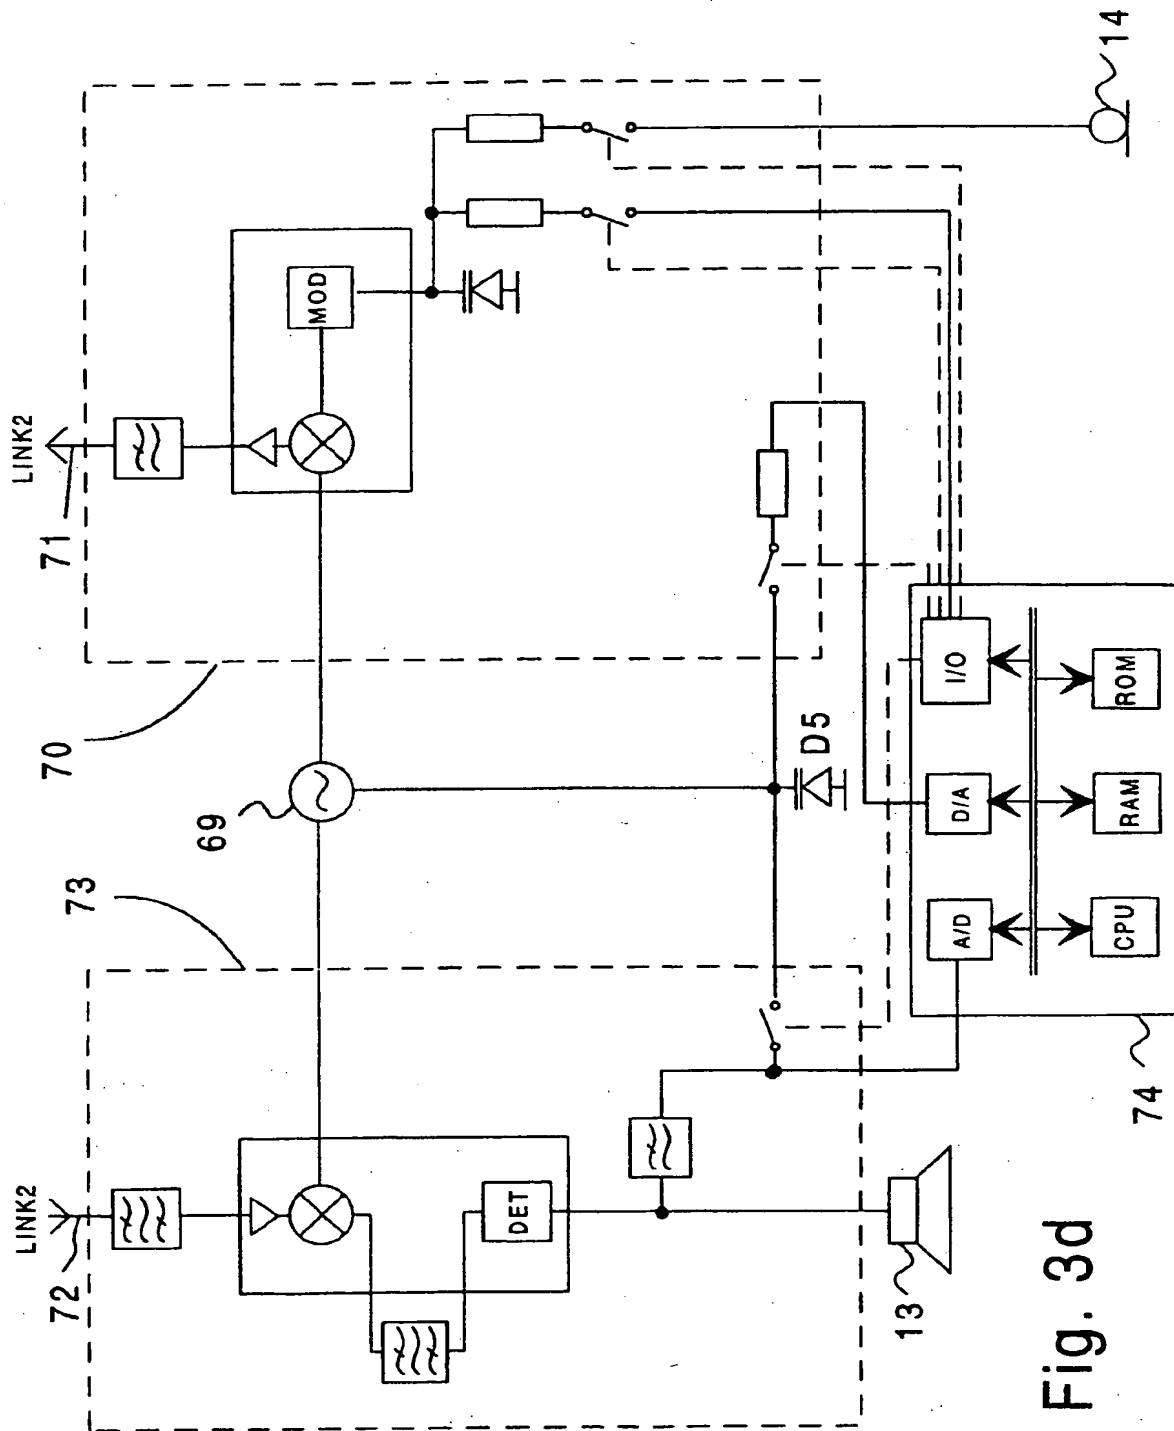 LINK2
71
MOD
14
70
69
73
D5
LINK2
72
DET
13
74
A/D
D/A
I/O
CPU
RAM
ROM
Fig. 3d